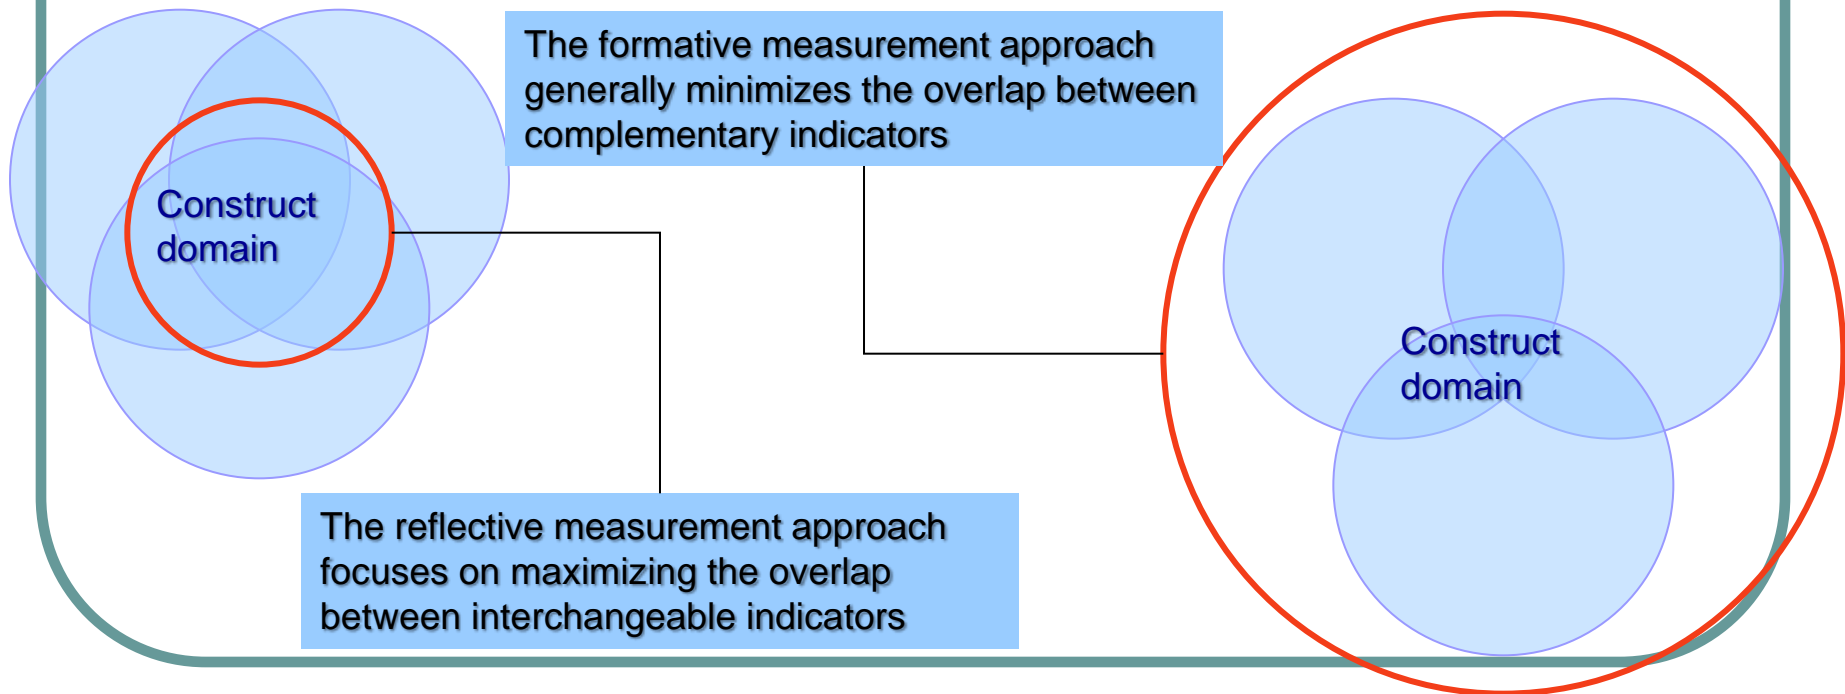 The formative measurement approach
generally minimizes the overlap between
complementary indicators
Construct
domain
Construct
domain
The reflective measurement approach
focuses on maximizing the overlap
between interchangeable indicators